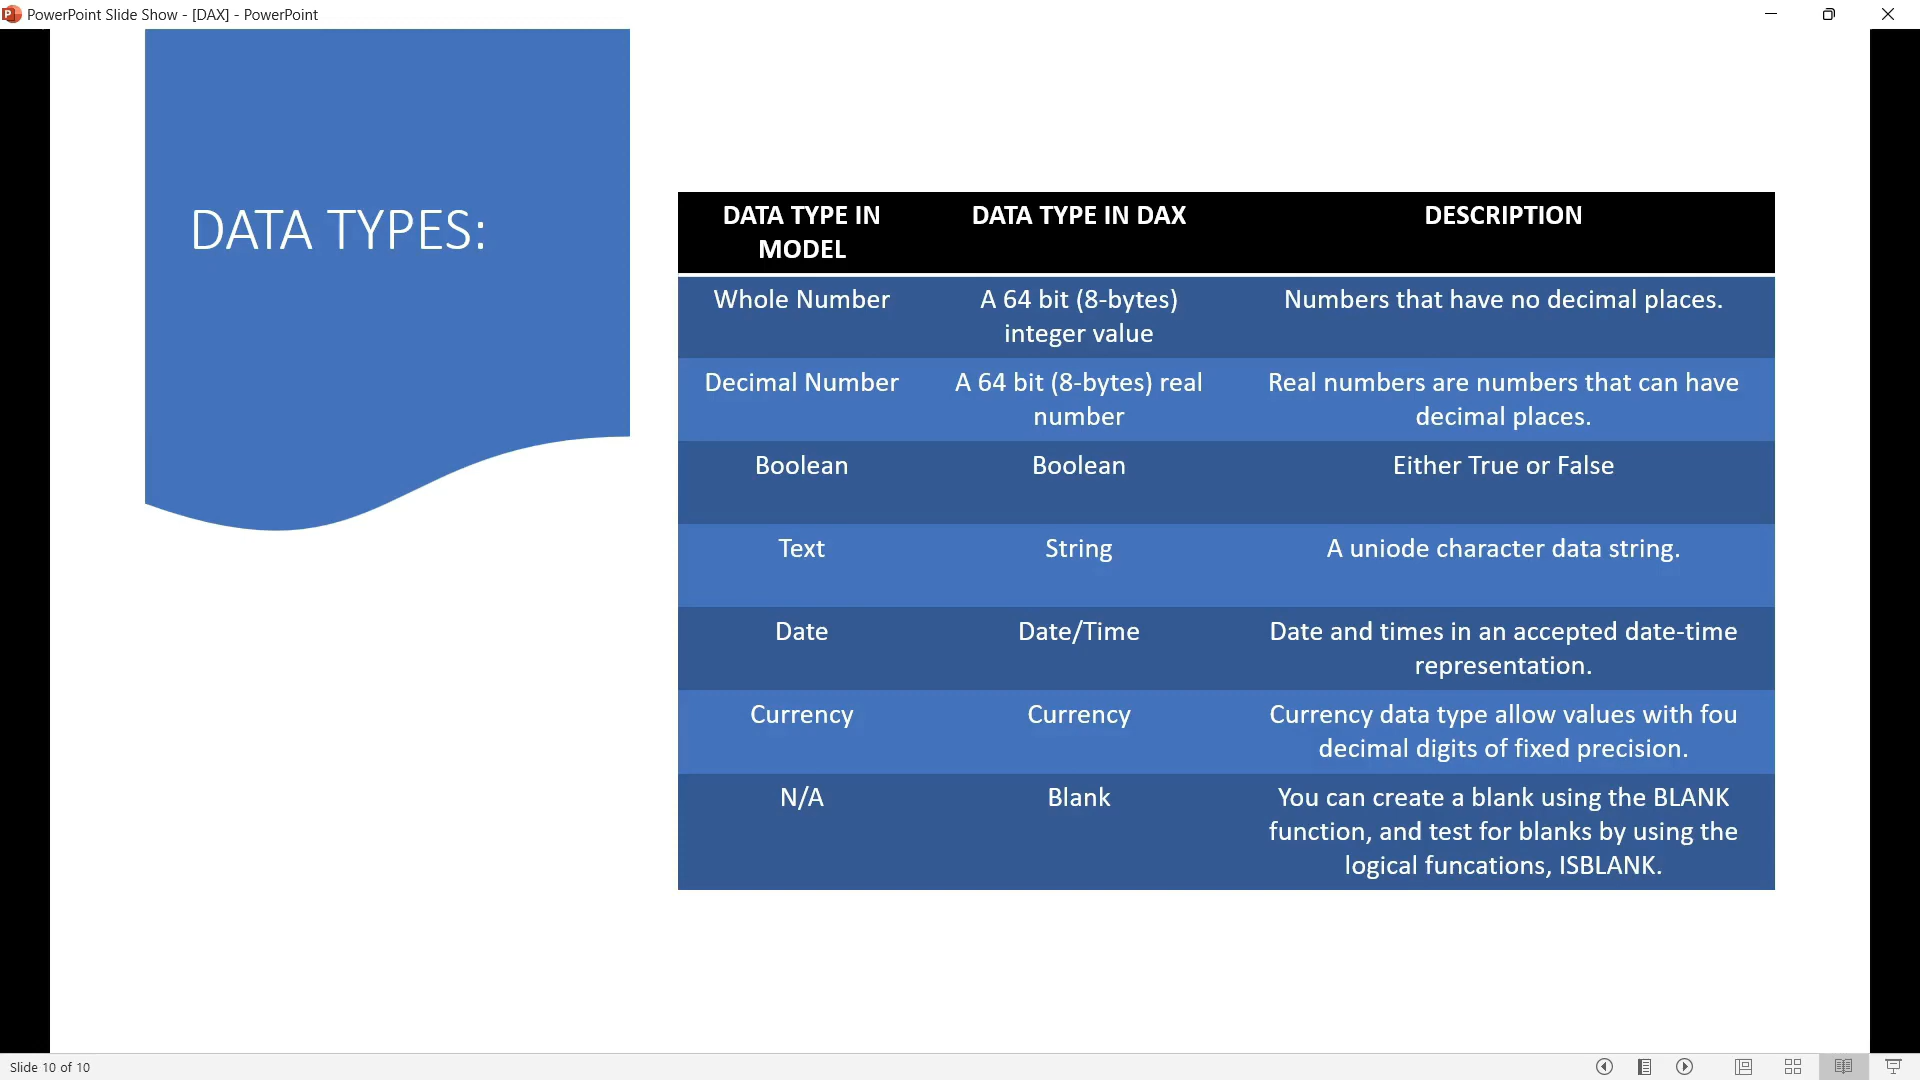 PowerPoint Slide Show - [DAX] - PowerPoint
DATA TYPES:
DATA TYPE IN MODEL
DATA TYPE IN DAX
DESCRIPTION
Whole Number
A 64 bit (8-bytes)
integer value
Numbers that have no decimal places.
Decimal Number
A 64 bit (8-bytes) real
number
Real numbers are numbers that can have
decimal places.
Boolean
Boolean
Either True or False
Text
String
A uniode character data string.
Date
Date/Time
Date and times in an accepted date-time
representation.
Currency
Currency
Currency data type allow values with fou
decimal digits of fixed precision.
N/A
Blank
You can create a blank using the BLANK
function, and test for blanks by using the
logical funcations, ISBLANK.
Slide 10 of 10